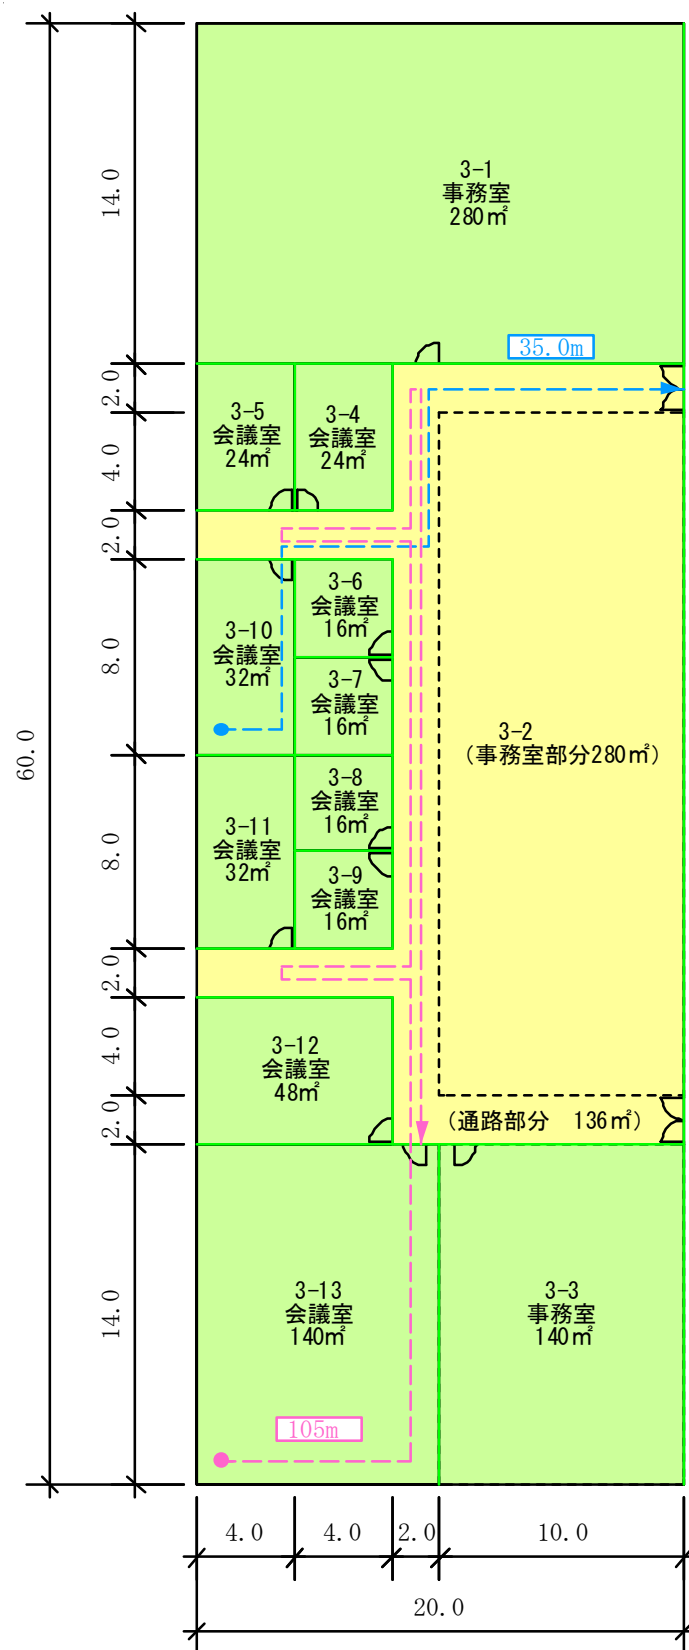 3-1
事務室
280㎡
35.0m
14.0
2.0
4.0
2.0
8.0
60.0
8.0
2.0
4.0
2.0
14.0
3-5
会議室
24㎡
3-4
会議室
24㎡
3-6
会議室
16㎡
3-10
会議室
32㎡
3-7
会議室
16㎡
3-2
(事務室部分280㎡)
3-8
会議室
16㎡
3-11
会議室
32㎡
3-9
会議室
16㎡
3-12
会議室
48㎡
(通路部分 136㎡)
3-13
会議室
140㎡
3-3
事務室
140㎡
105m
4.0 4.0 2.0 10.0
20.0